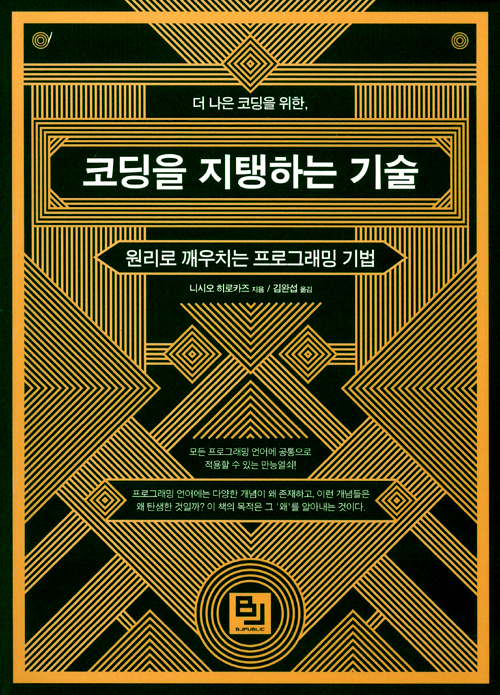 더 나은 코딩을 위한,
코딩을 지탱하는 기술
원리로 깨우치는 프로그래밍 기법
니시오 히로카즈 지음 / 김완섭 옮김
모든 프로그래밍 언어에 공통으로
적용할 수 있는 만능열쇠!
프로그래밍 언어에는 다양한 개념이 왜 존재하고, 이런 개념들은
왜 탄생한 것일까? 이 책의 목적은 그 '왜'를 알아내는 것이다.
BJ
BJPUBLIC